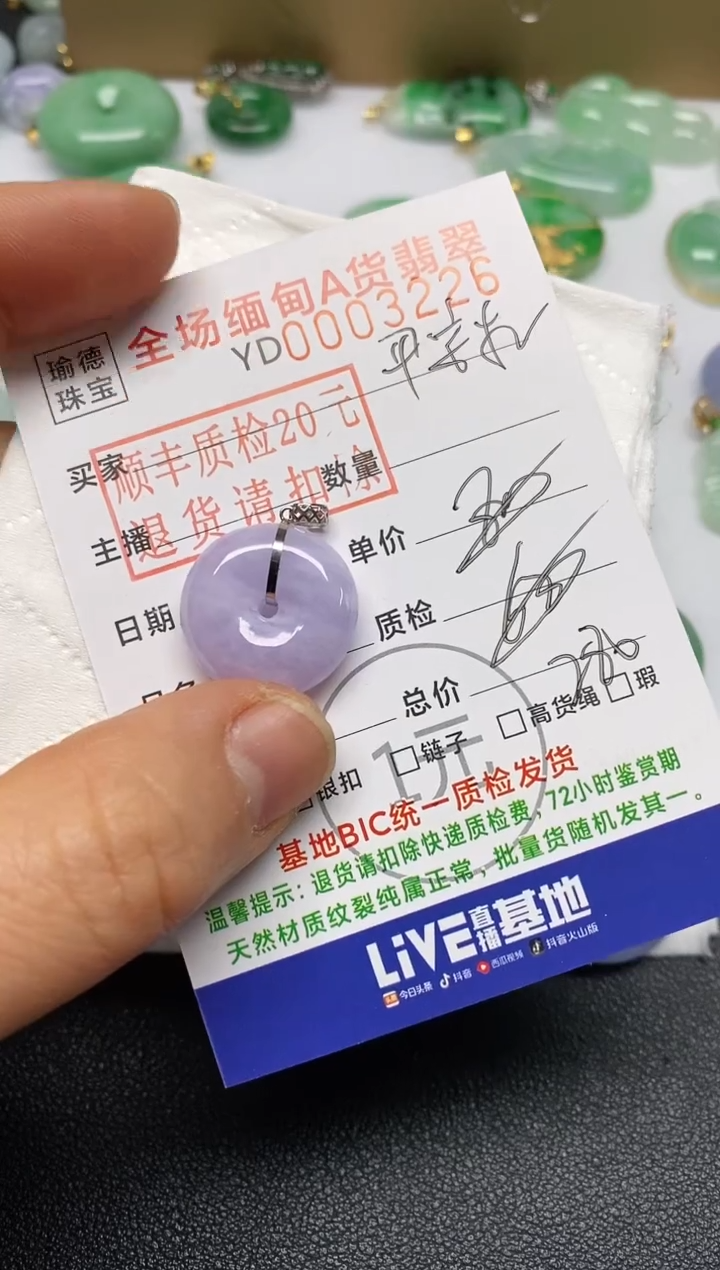 全场缅甸A货翡翠
瑜德
珠宝
YD0003226
买家
顺丰质检20元
数量
退货请扣除
主播
单价
日期
质检
总价
1元
银扣 □链子 □高货绳 □瑕
基地BIC统一质检发货
温馨提示：退货请扣除快递质检费，72小时鉴赏期
天然材质纹裂纯属正常，批量货随机发其一。
LiVE直播基地
头条 今日头条 抖音 西瓜视频 抖音火山版